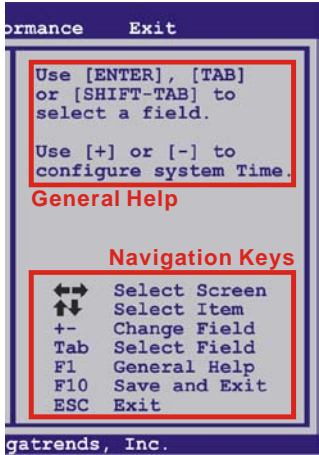 Exit
Use [ENTER], [TAB]
or [SHIFT-TAB] to
select a field.
Use [+] or [-] to
configure system Time.
General Help
Navigation Keys
←→ Select Screen
↑↓ Select Item
+- Change Field
Tab Select Field
F1 General Help
F10 Save and Exit
ESC Exit
gatrends, Inc.